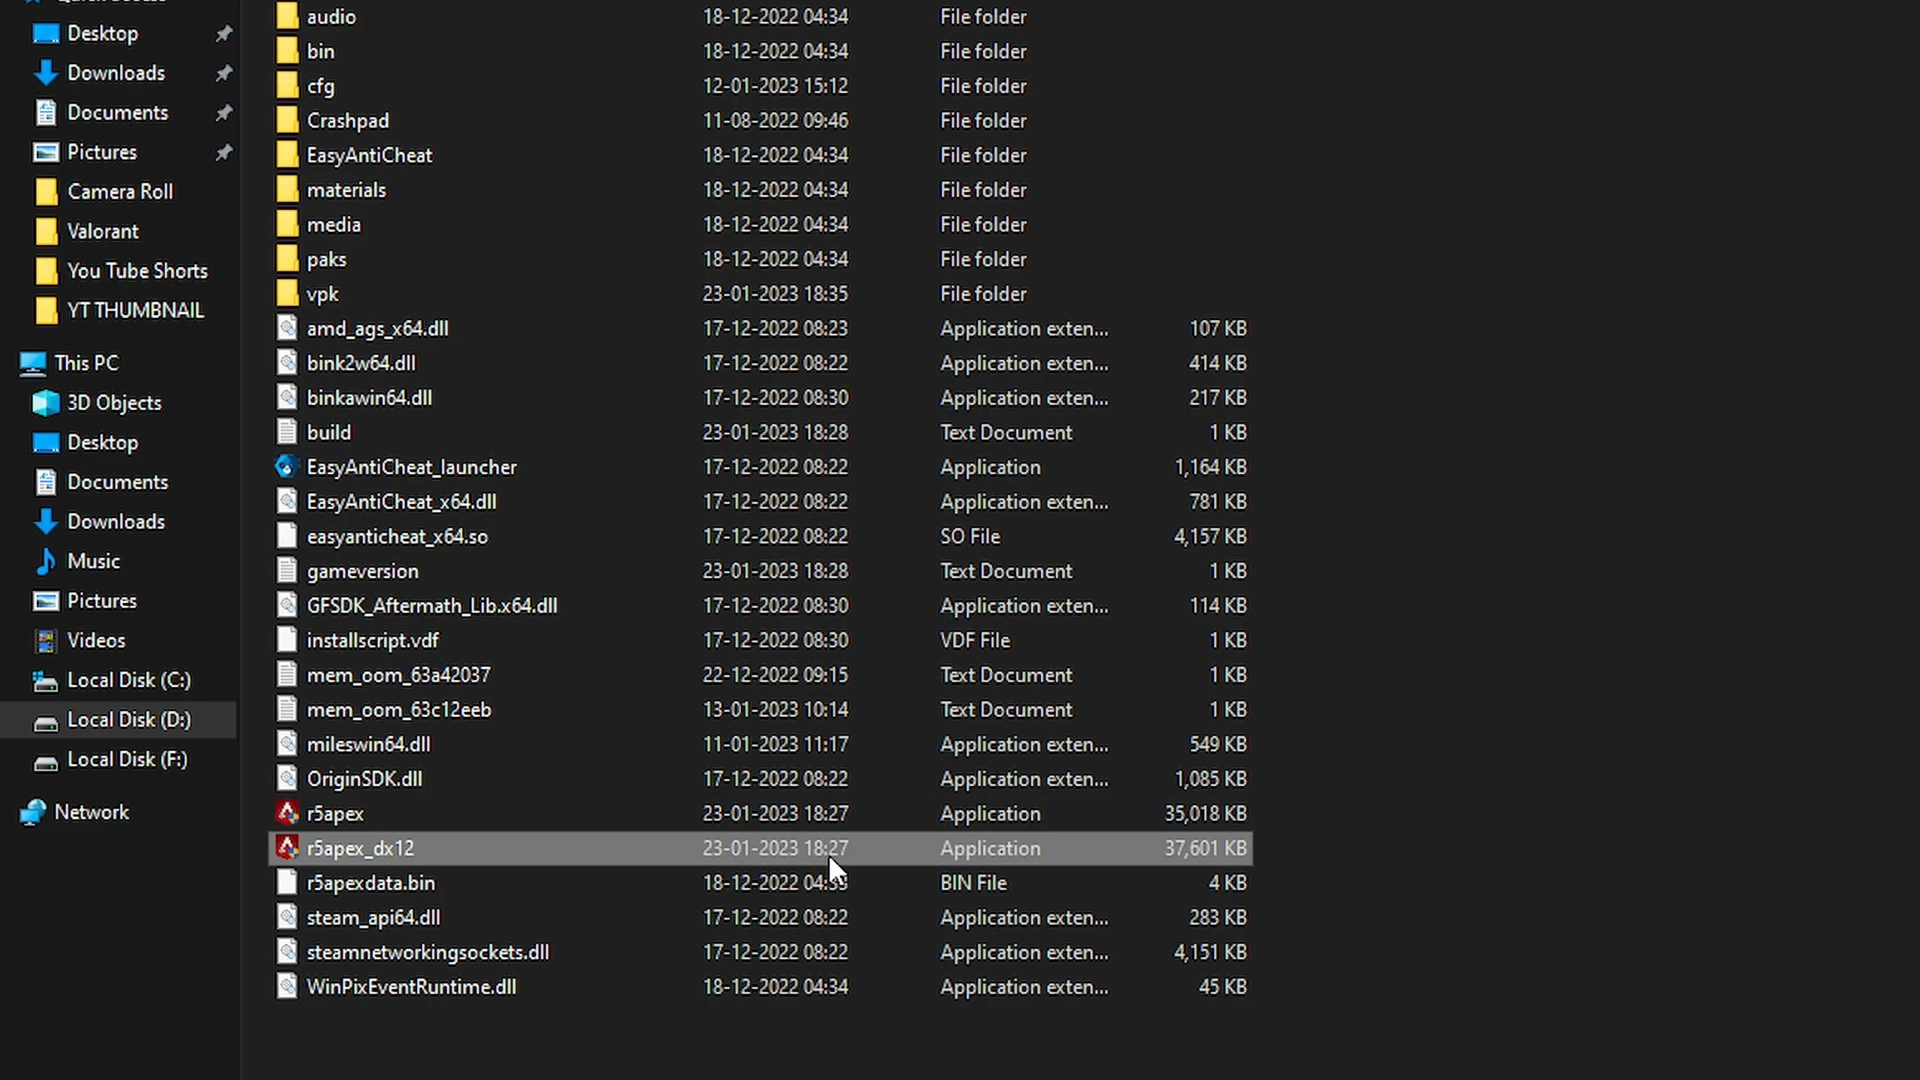 Desktop
Downloads
Documents
Pictures
Camera Roll
Valorant
You Tube Shorts
YT THUMBNAIL
This PC
3D Objects
Desktop
Documents
Downloads
Music
Pictures
Videos
Local Disk (C:)
Local Disk (D:)
Local Disk (F:)
Network
audio 18-12-2022 04:34 File folder
bin 18-12-2022 04:34 File folder
cfg 12-01-2023 15:12 File folder
Crashpad 11-08-2022 09:46 File folder
EasyAntiCheat 18-12-2022 04:34 File folder
materials 18-12-2022 04:34 File folder
media 18-12-2022 04:34 File folder
paks 18-12-2022 04:34 File folder
vpk 23-01-2023 18:35 File folder
amd_ags_x64.dll 17-12-2022 08:23 Application exten... 107 KB
bink2w64.dll 17-12-2022 08:22 Application exten... 414 KB
binkawin64.dll 17-12-2022 08:30 Application exten... 217 KB
build 23-01-2023 18:28 Text Document 1 KB
EasyAntiCheat_launcher 17-12-2022 08:22 Application 1,164 KB
EasyAntiCheat_x64.dll 17-12-2022 08:22 Application exten... 781 KB
easyanticheat_x64.so 17-12-2022 08:22 SO File 4,157 KB
gameversion 23-01-2023 18:28 Text Document 1 KB
GFSDK_Aftermath_Lib.x64.dll 17-12-2022 08:30 Application exten... 114 KB
installscript.vdf 17-12-2022 08:30 VDF File 1 KB
mem_oom_63a42037 22-12-2022 09:15 Text Document 1 KB
mem_oom_63c12eeb 13-01-2023 10:14 Text Document 1 KB
mileswin64.dll 11-01-2023 11:17 Application exten... 549 KB
OriginSDK.dll 17-12-2022 08:22 Application exten... 1,085 KB
r5apex 23-01-2023 18:27 Application 35,018 KB
r5apex_dx12 23-01-2023 18:27 Application 37,601 KB
r5apexdata.bin 18-12-2022 BIN File 4 KB
steam_api64.dll 17-12-2022 08:22 Application exten... 283 KB
steamnetworkingsockets.dll 17-12-2022 08:22 Application exten... 4,151 KB
WinPixEventRuntime.dll 18-12-2022 04:34 Application exten... 45 KB